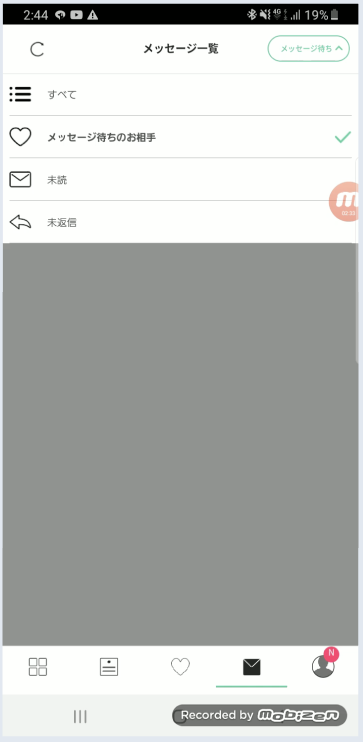 2:44 19%
4G
メッセージ一覧
メッセージ待ち
すべて
メッセージ待ちのお相手
未読
未返信
m
00:33
N
Recorded by Mobizen